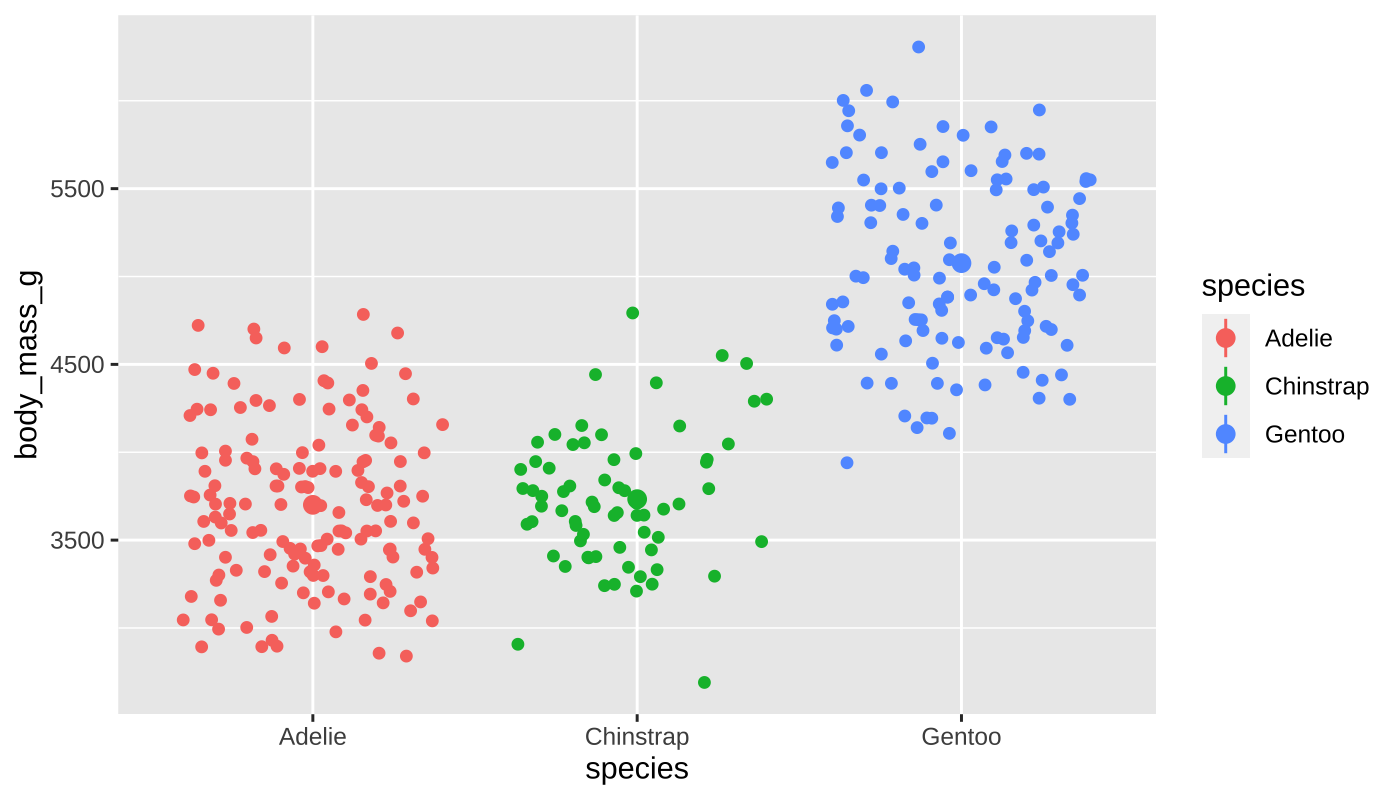 body_mass_g
5500
4500
3500
Adelie
Chinstrap
Gentoo
species
species
Adelie
Chinstrap
Gentoo